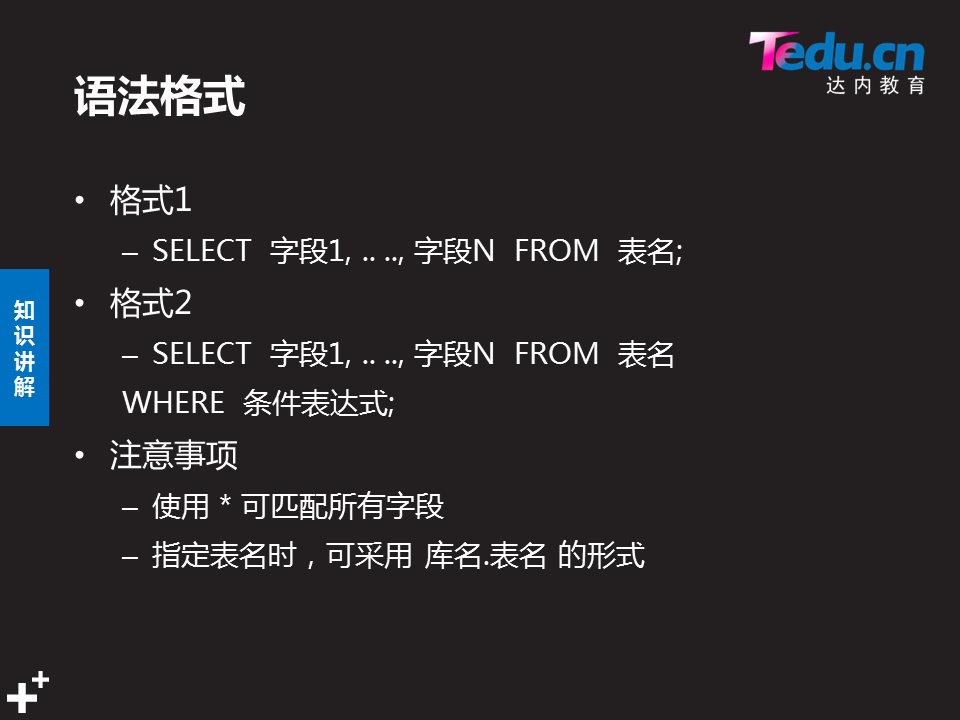 Tedu.cn
达内教育
语法格式
• 格式1
– SELECT 字段1, .. .., 字段N FROM 表名;
• 格式2
– SELECT 字段1, .. .., 字段N FROM 表名
WHERE 条件表达式;
• 注意事项
– 使用 * 可匹配所有字段
– 指定表名时，可采用 库名.表名 的形式
知识讲解